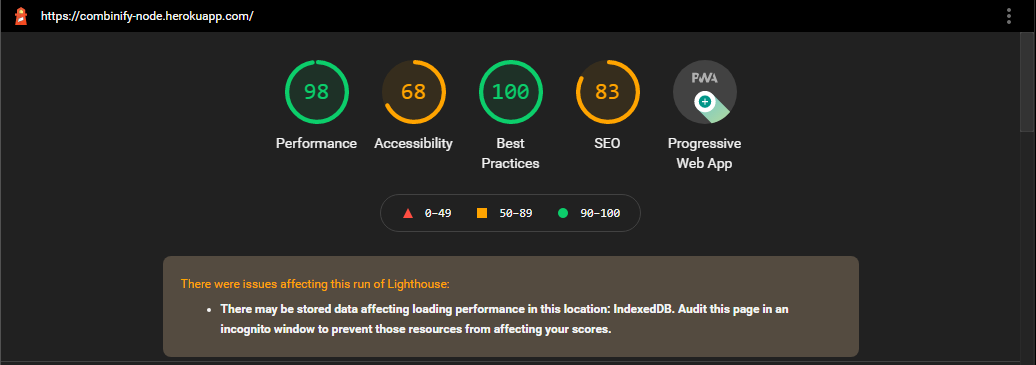 https://combinify-node.herokuapp.com/
98
68
100
83
PWA
Performance
Accessibility
Best
Practices
SEO
Progressive
Web App
0–49
50–89
90–100
There were issues affecting this run of Lighthouse:
• There may be stored data affecting loading performance in this location: IndexedDB. Audit this page in an
incognito window to prevent those resources from affecting your scores.